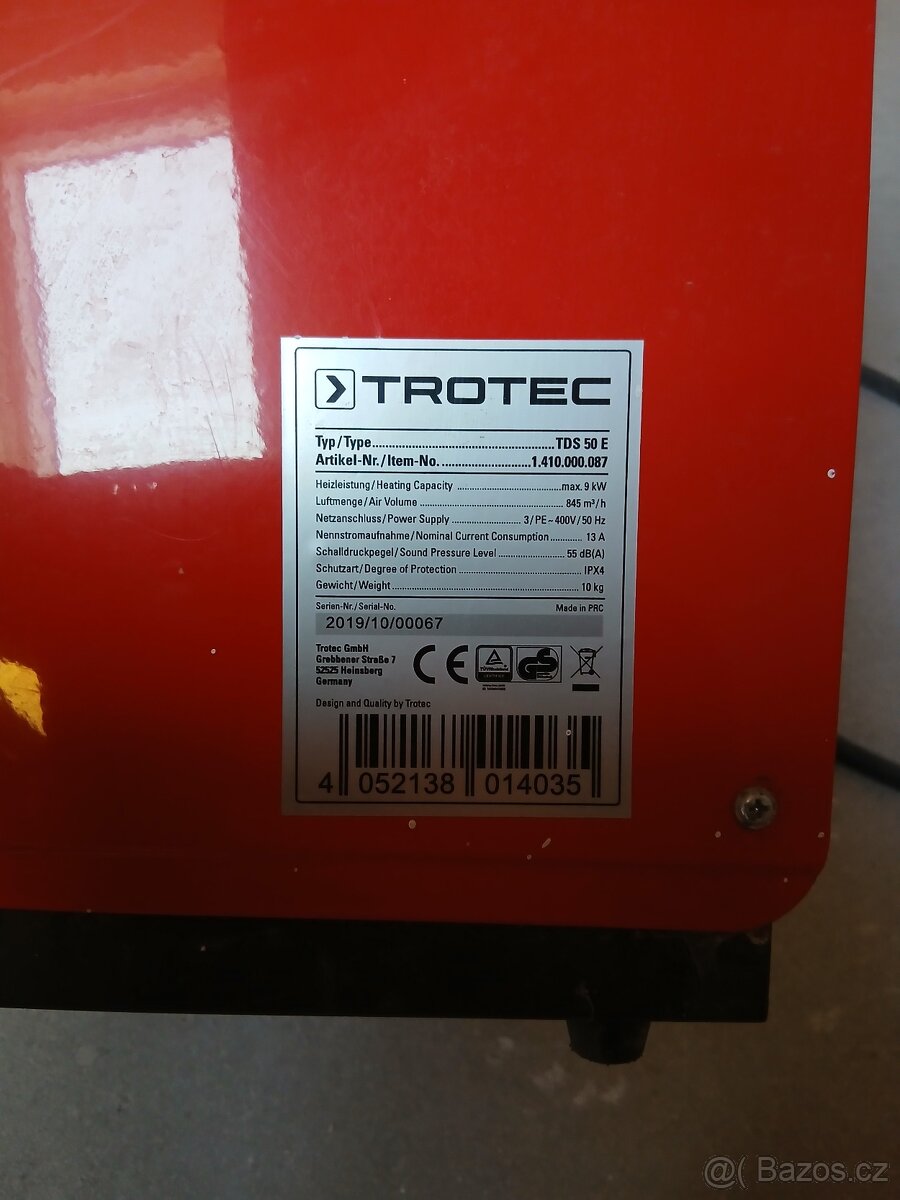 TROTEC
Typ/Type..............TDS 50 E
Artikel-Nr./Item-No. ..............1.410.000.087
Heizleistung/Heating Capacity ..............max. 9 kW
Luftmenge/Air Volume .............. 845 m³/h
Netzanschluss/Power Supply .............. 3/PE~400V/50 Hz
Nennstromaufnahme/Nominal Current Consumption.............. 13 A
Schalldruckpegel/Sound Pressure Level .............. 55 dB(A)
Schutzart/Degree of Protection .............. IPX4
Gewicht/Weight .............. 10 kg
Serien-Nr./Serial-No. Made in PRC
2019/10/00067
Trotec GmbH
Grebbener Straße 7
52525 Heinsberg
Germany
CE
Design and Quality by Trotec
4 052138 014035
@( Bazos.cz